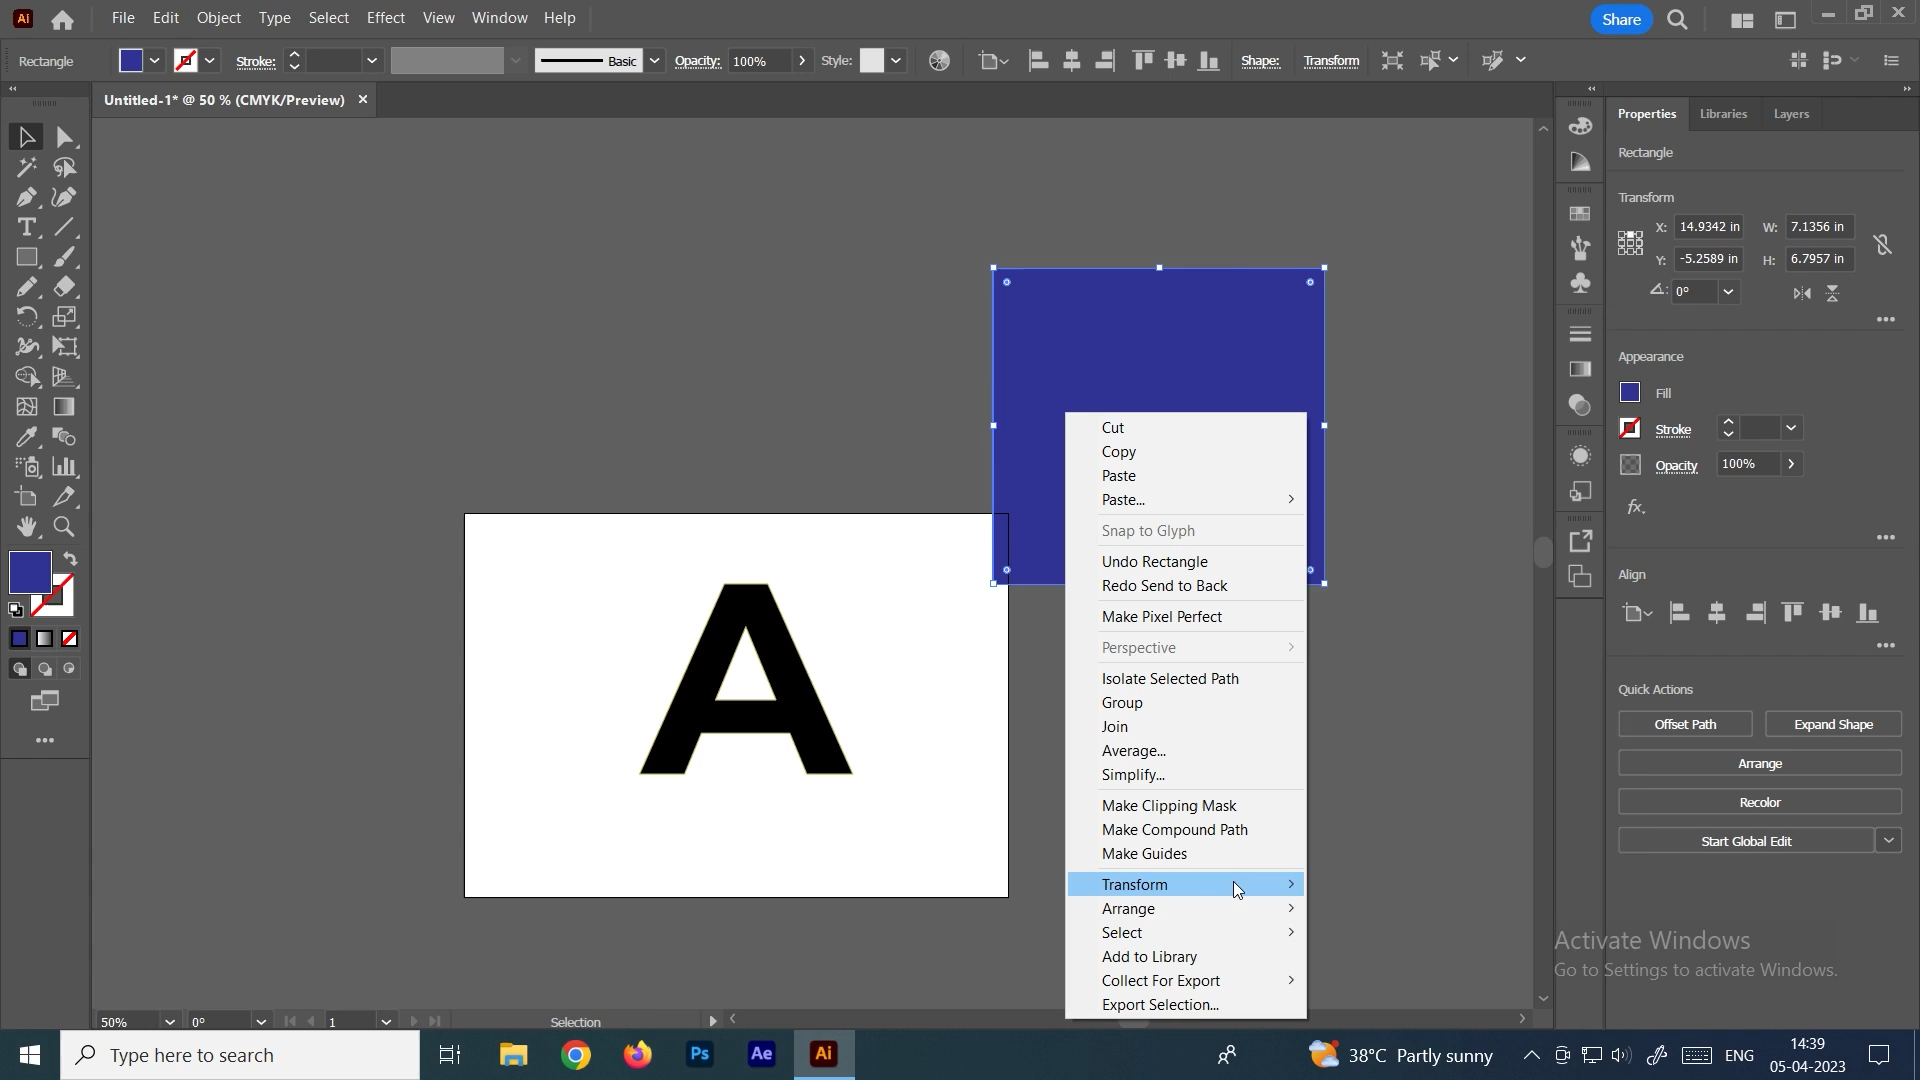 Ai File Edit Object Type Select Effect View Window Help Share
Rectangle Stroke: Basic Opacity: 100% Style: Shape: Transform
Untitled-1* @ 50 % (CMYK/Preview)
Properties Libraries Layers
Rectangle
Transform
X: 14.9342 in W: 7.1356 in
Y: -5.2589 in H: 6.7957 in
0°
Appearance
Fill
Stroke
Opacity 100%
fx.
Align
Quick Actions
Offset Path Expand Shape
Arrange
Recolor
Start Global Edit
A
Cut
Copy
Paste
Paste...
Snap to Glyph
Undo Rectangle
Redo Send to Back
Make Pixel Perfect
Perspective
Isolate Selected Path
Group
Join
Average...
Simplify...
Make Clipping Mask
Make Compound Path
Make Guides
Transform
Arrange
Select
Add to Library
Collect For Export
Export Selection...
Activate Windows
Go to Settings to activate Windows.
50% 0° 1 Selection
Type here to search Ps Ae Ai 38°C Partly sunny ENG 14:39
05-04-2023